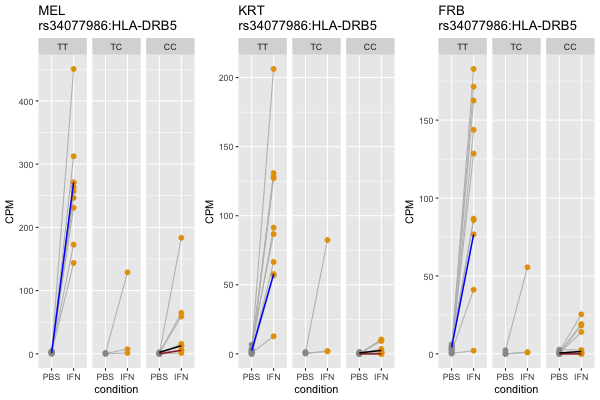 MEL
rs34077986:HLA-DRB5
TT TC CC
CPM
400
300
200
100
0
PBS IFN PBS IFN PBS IFN
condition
KRT
rs34077986:HLA-DRB5
TT TC CC
CPM
200
150
100
50
0
PBS IFN PBS IFN PBS IFN
condition
FRB
rs34077986:HLA-DRB5
TT TC CC
CPM
150
100
50
0
PBS IFN PBS IFN PBS IFN
condition